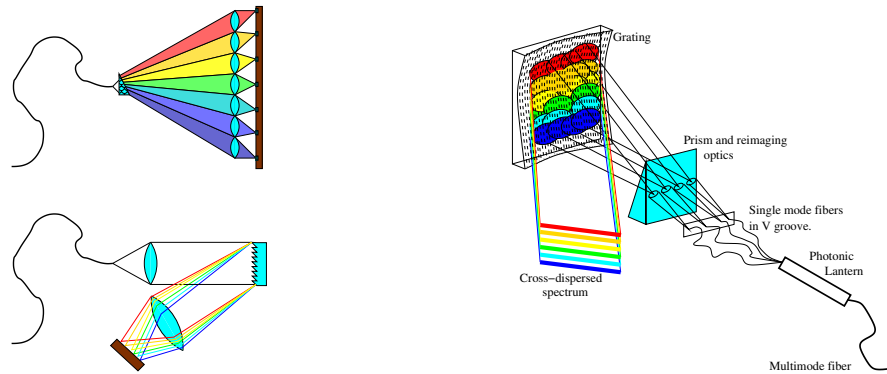 Grating
Prism and reimaging
optics
Single mode fibers
in V groove.
Photonic
Lantern
Cross−dispersed
spectrum
Multimode fiber